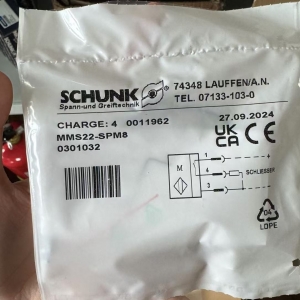 SCHUNK
Spann-und Greiftechnik
74348 LAUFFEN/A.N.
TEL. 07133-103-0
CHARGE: 4 0011962
MMS22-SPM8
0301032
27.09.2024
UK
CA
CE
M
1
4
3
+
SCHLIESSER
-
04
LDPE